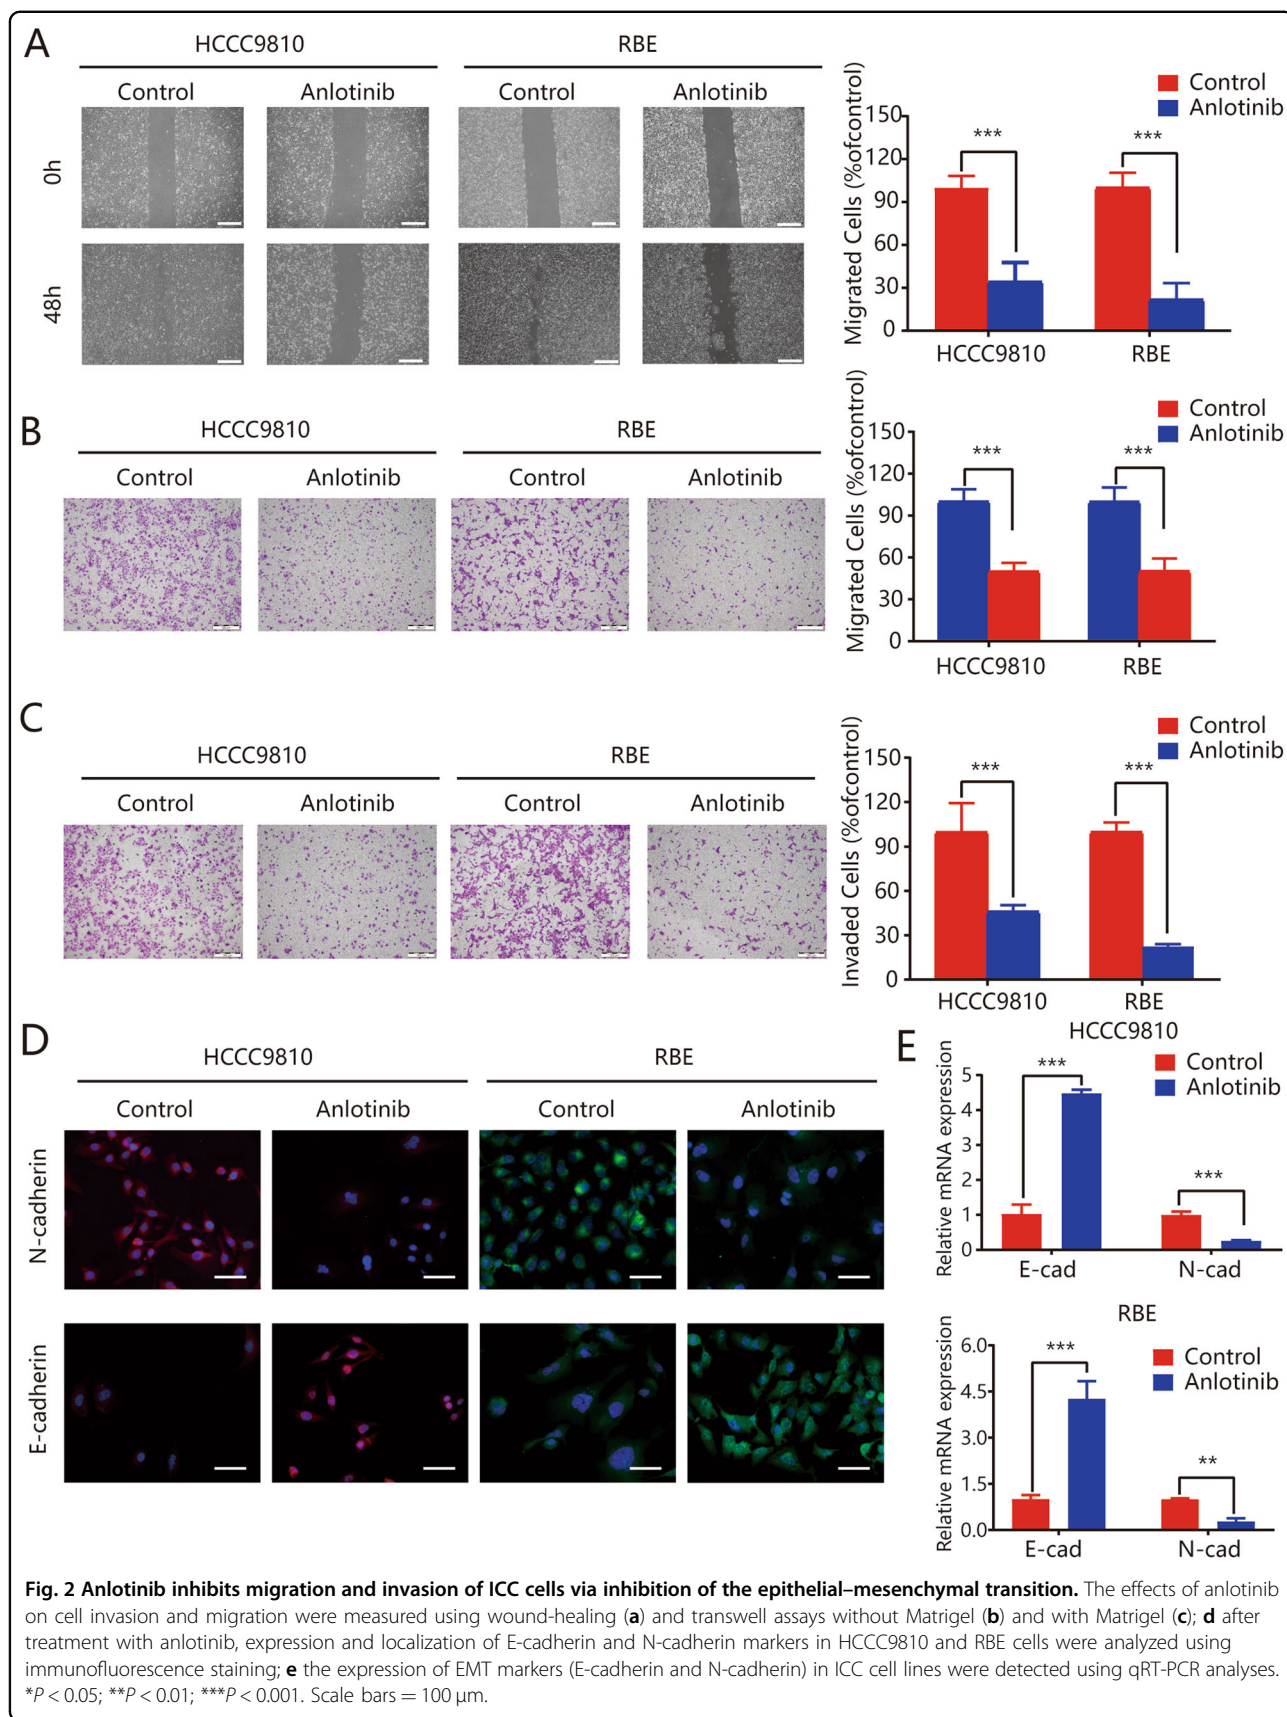 A
HCCC9810
RBE
Control
Anlotinib
Control
Anlotinib
0h
48h
Control
Anlotinib
Migrated Cells (%ofcontrol)
150
120
90
60
30
0
***
***
HCCC9810
RBE
B
HCCC9810
RBE
Control
Anlotinib
Control
Anlotinib
Control
Anlotinib
Migrated Cells (%ofcontrol)
150
120
90
60
30
0
***
***
HCCC9810
RBE
C
HCCC9810
RBE
Control
Anlotinib
Control
Anlotinib
Control
Anlotinib
Invaded Cells (%ofcontrol)
150
120
90
60
30
0
***
***
HCCC9810
RBE
D
HCCC9810
RBE
Control
Anlotinib
Control
Anlotinib
N-cadherin
E-cadherin
E
HCCC9810
Control
Anlotinib
Relative mRNA expression
5
4
3
2
1
0
***
***
E-cad
N-cad
RBE
Control
Anlotinib
Relative mRNA expression
6.0
4.5
3.0
1.5
0.0
***
**
E-cad
N-cad
Fig. 2 Anlotinib inhibits migration and invasion of ICC cells via inhibition of the epithelial–mesenchymal transition. The effects of anlotinib
on cell invasion and migration were measured using wound-healing (a) and transwell assays without Matrigel (b) and with Matrigel (c); d after
treatment with anlotinib, expression and localization of E-cadherin and N-cadherin markers in HCCC9810 and RBE cells were analyzed using
immunofluorescence staining; e the expression of EMT markers (E-cadherin and N-cadherin) in ICC cell lines were detected using qRT-PCR analyses.
*P < 0.05; **P < 0.01; ***P < 0.001. Scale bars = 100 μm.